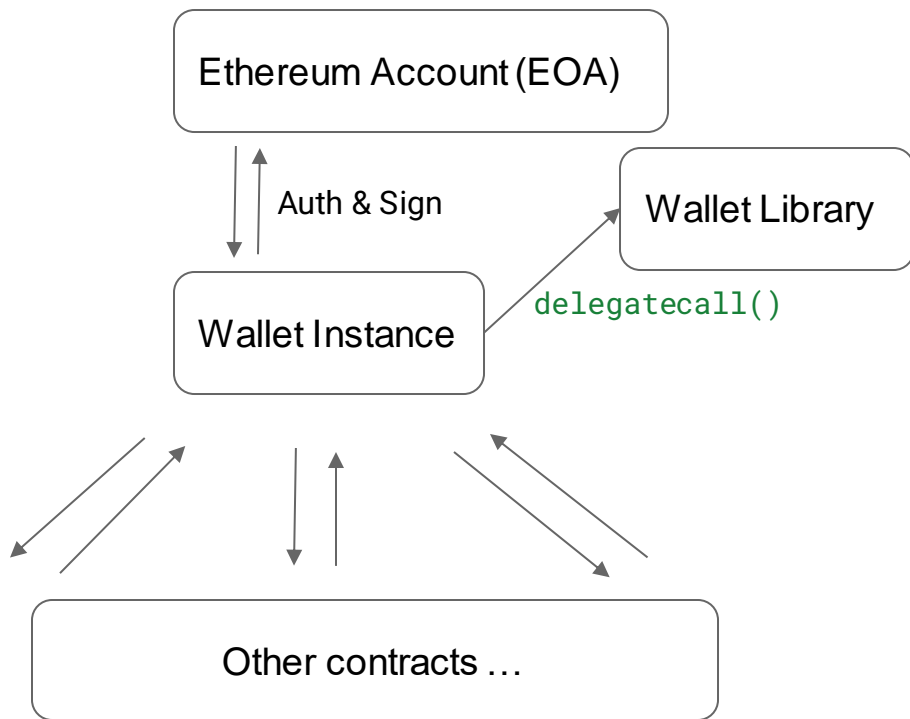 Ethereum Account (EOA)
Auth & Sign
Wallet Library
delegatecall()
Wallet Instance
Other contracts …